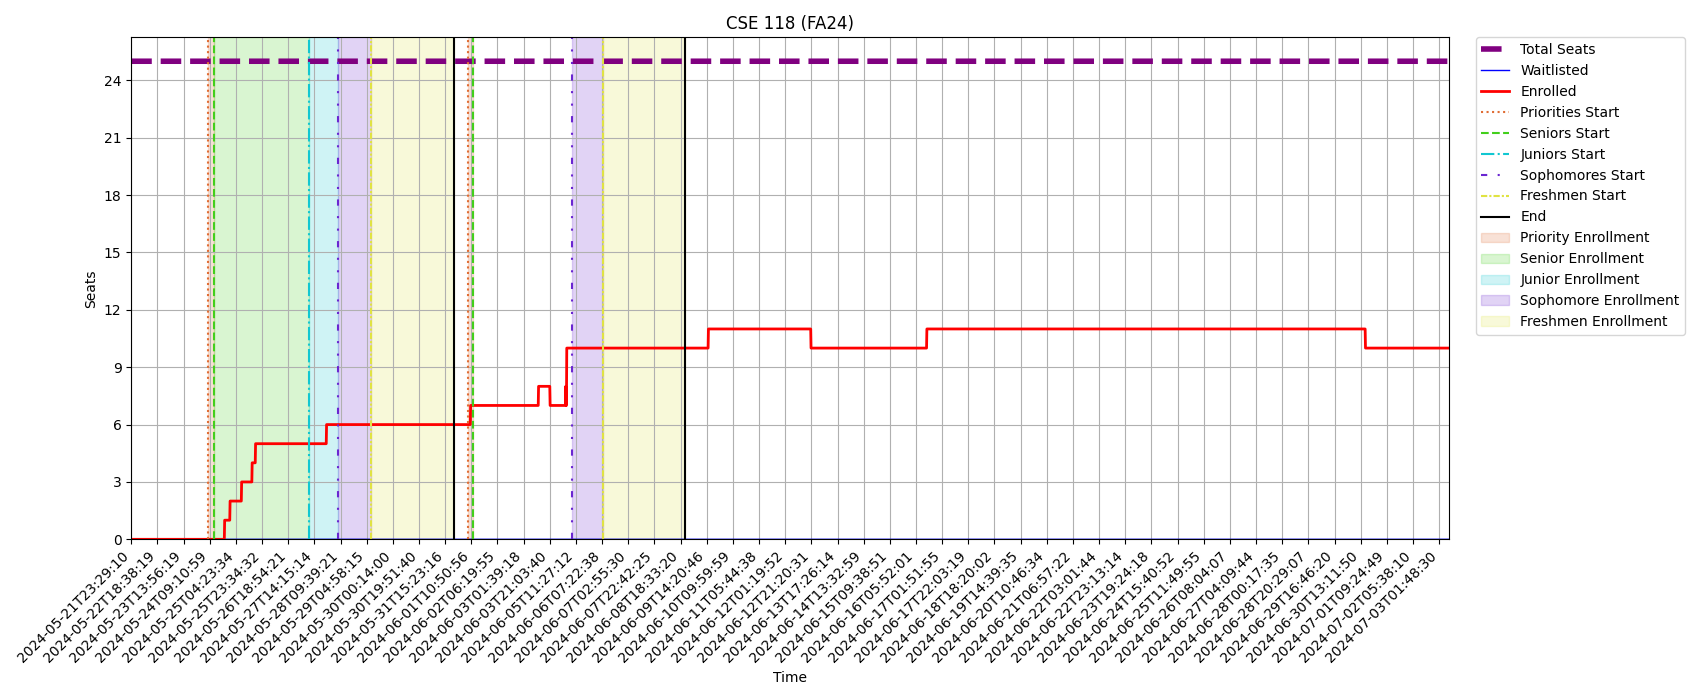 CSE 118 (FA24)
Total Seats
Waitlisted
Enrolled
Priorities Start
Seniors Start
Juniors Start
Sophomores Start
Freshmen Start
End
Priority Enrollment
Senior Enrollment
Junior Enrollment
Sophomore Enrollment
Freshmen Enrollment
Seats
24
21
18
15
12
9
6
3
0
2024-05-21T23:29:10
2024-05-22T18:38:19
2024-05-23T13:56:19
2024-05-24T09:10:59
2024-05-25T04:23:34
2024-05-25T23:34:32
2024-05-26T18:54:21
2024-05-27T14:15:14
2024-05-28T09:39:21
2024-05-29T04:58:15
2024-05-30T00:14:00
2024-05-30T19:51:40
2024-05-31T15:23:16
2024-06-01T10:50:56
2024-06-02T06:19:55
2024-06-03T01:39:18
2024-06-03T21:03:40
2024-06-05T11:27:12
2024-06-06T07:22:38
2024-06-07T02:55:30
2024-06-07T22:42:25
2024-06-08T18:33:20
2024-06-09T14:20:46
2024-06-10T09:59:59
2024-06-11T05:44:38
2024-06-12T01:19:52
2024-06-12T21:20:31
2024-06-13T17:26:14
2024-06-14T13:32:59
2024-06-15T09:38:51
2024-06-16T05:52:01
2024-06-17T01:51:55
2024-06-17T22:03:19
2024-06-18T18:20:02
2024-06-19T14:39:35
2024-06-20T10:46:34
2024-06-21T06:57:22
2024-06-22T03:01:44
2024-06-22T23:13:14
2024-06-23T19:24:18
2024-06-24T15:40:52
2024-06-25T11:49:55
2024-06-26T08:04:07
2024-06-27T04:09:44
2024-06-28T00:17:35
2024-06-28T20:29:07
2024-06-29T16:46:20
2024-06-30T13:11:50
2024-07-01T09:24:49
2024-07-02T05:38:10
2024-07-03T01:48:30
Time